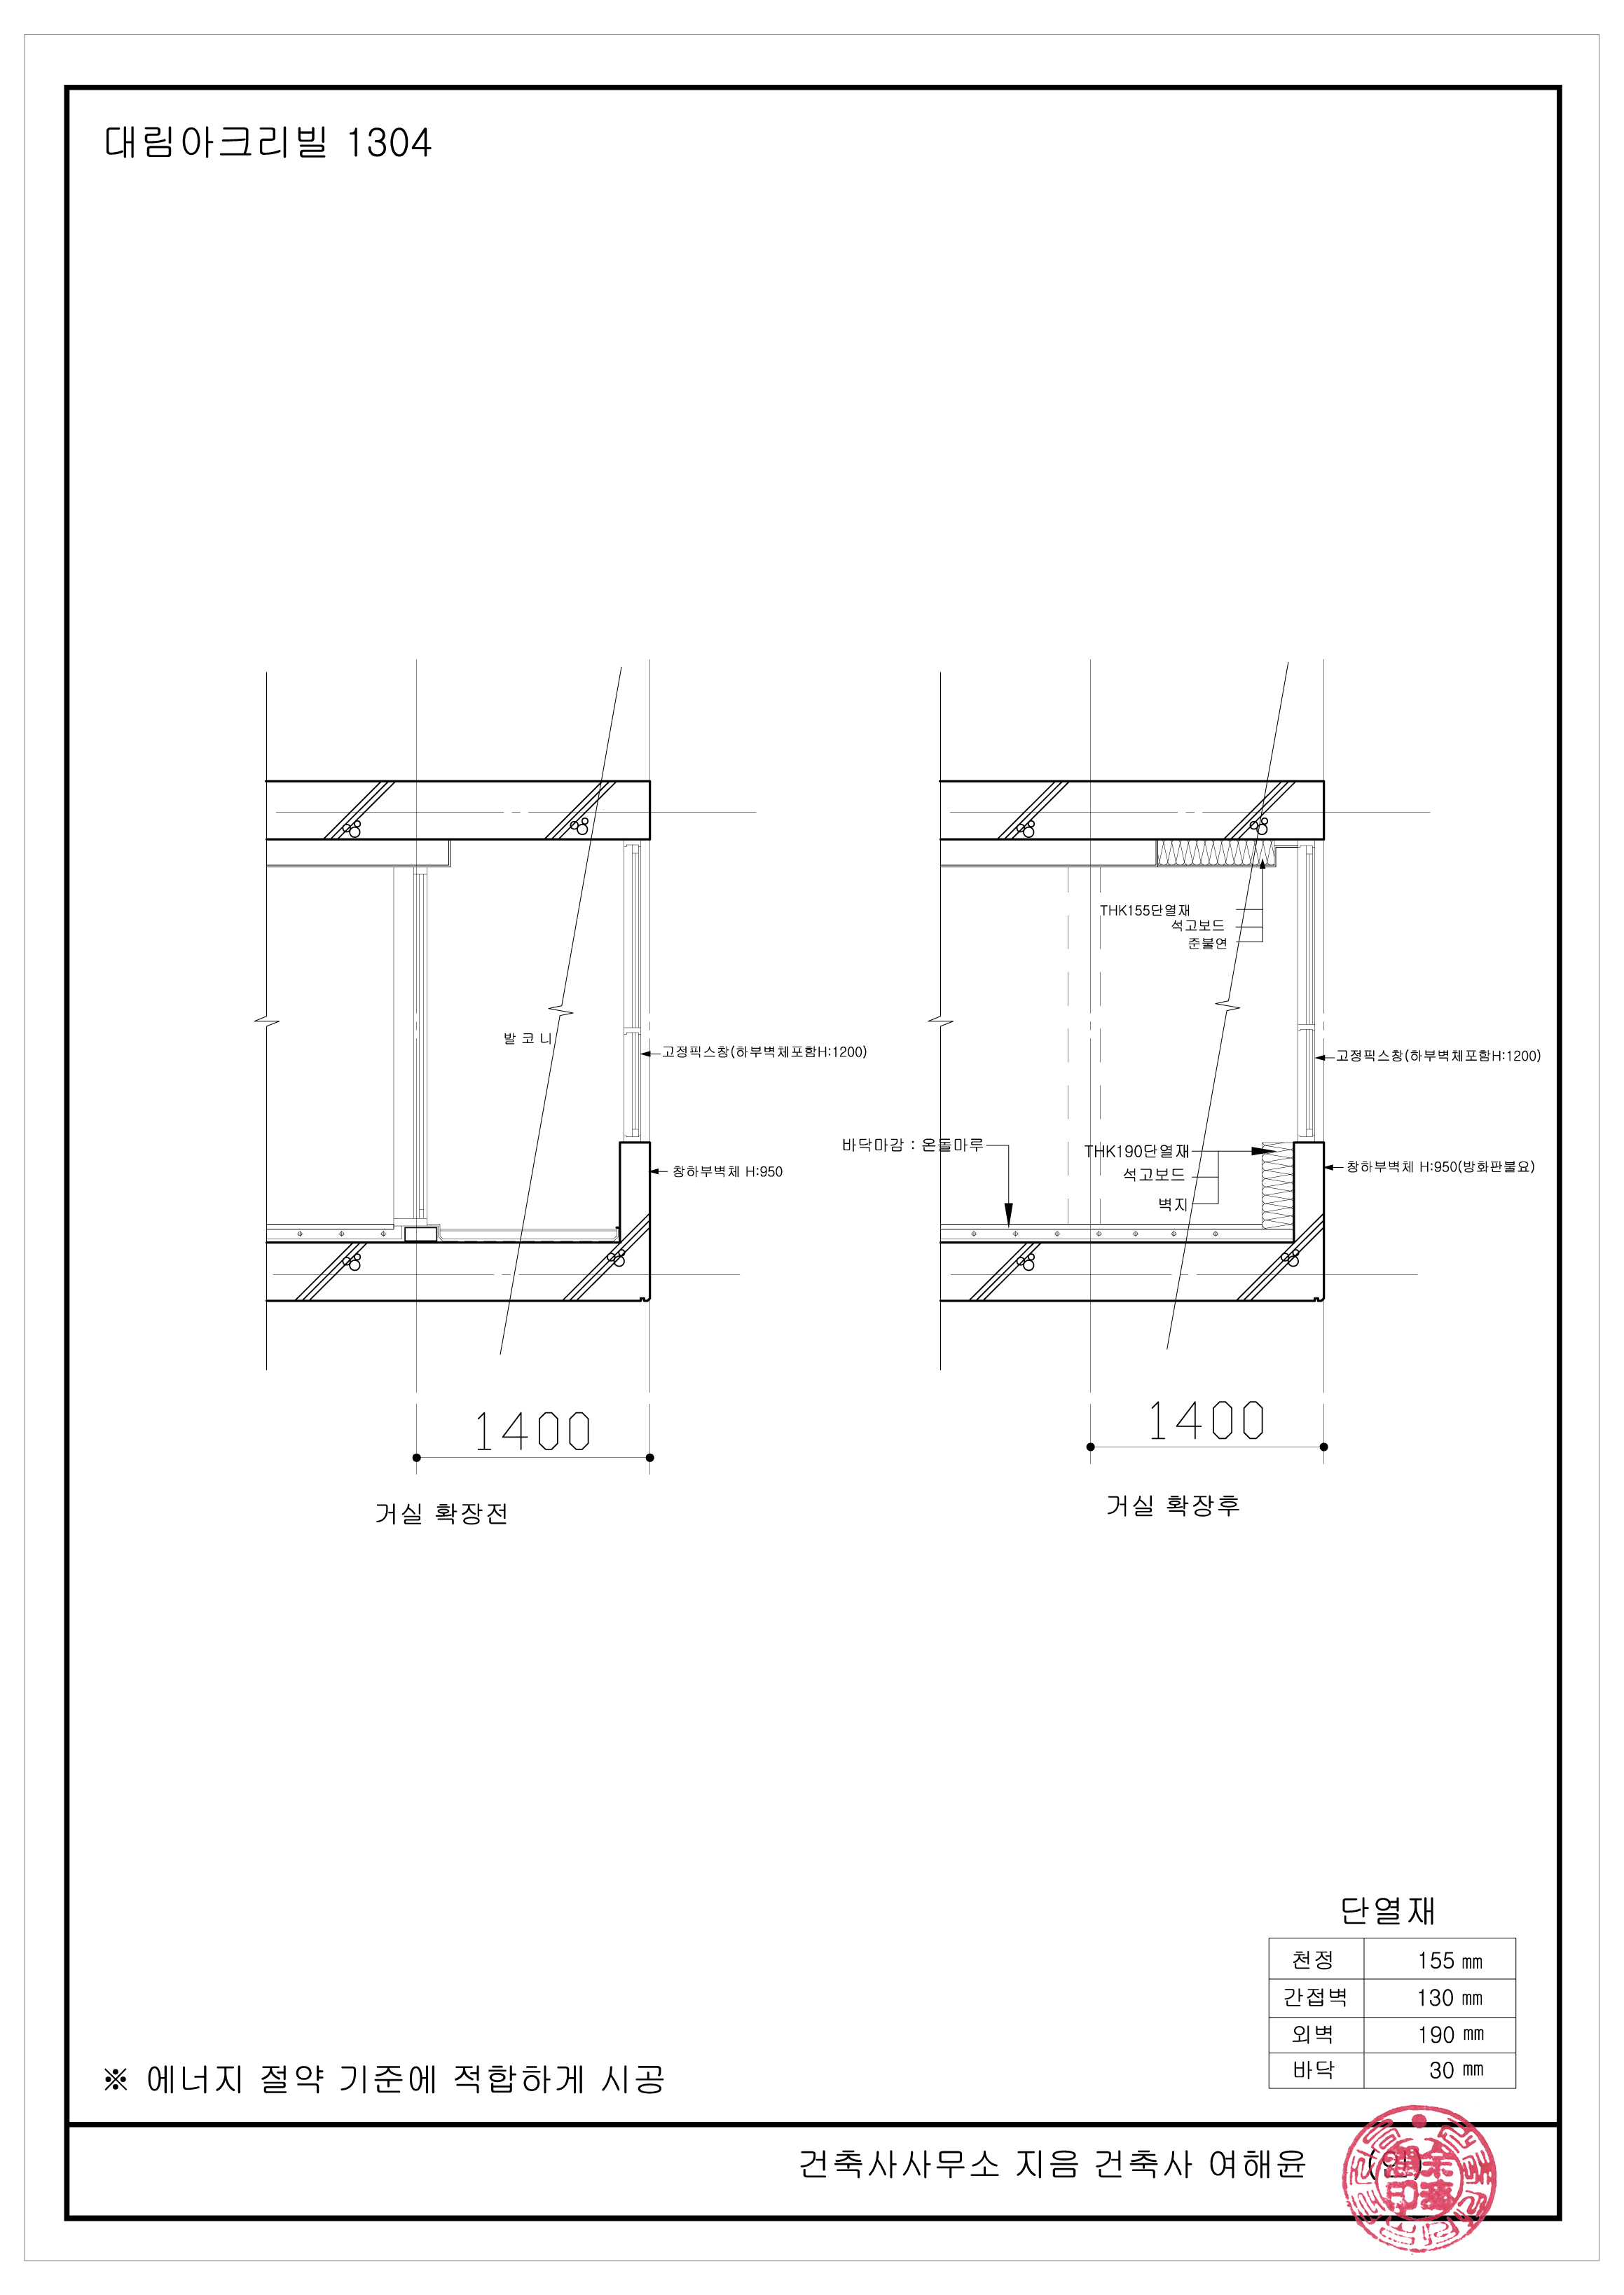 대림아크리빌 1304
발 코 니
고정픽스창(하부벽체포함H:1200)
창하부벽체 H:950
1400
거실 확장전
THK155단열재
석고보드
준불연
고정픽스창(하부벽체포함H:1200)
바닥마감 : 온돌마루
THK190단열재
석고보드
벽지
창하부벽체 H:950(방화판불요)
1400
거실 확장후
단열재
천정 155 mm
간접벽 130 mm
외벽 190 mm
바닥 30 mm
※ 에너지 절약 기준에 적합하게 시공
건축사사무소 지음 건축사 여해윤